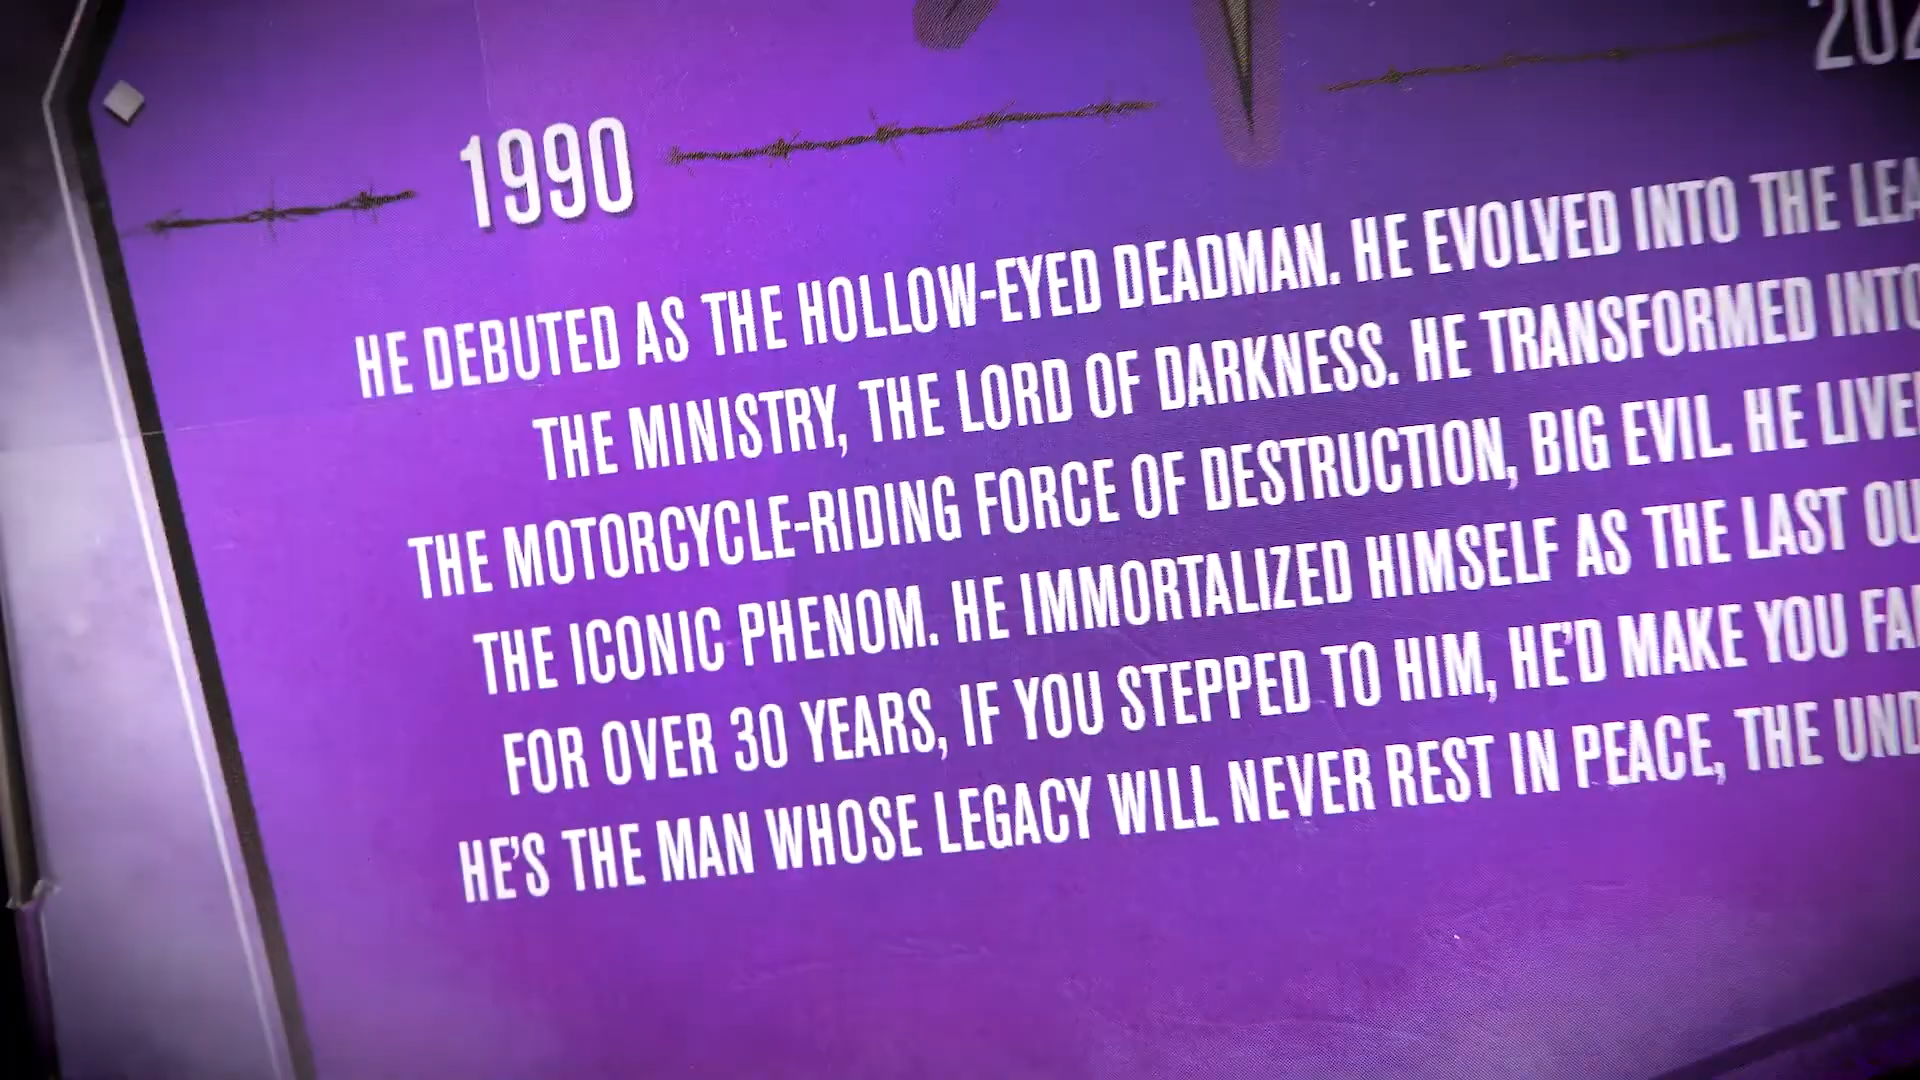 1990
HE DEBUTED AS THE HOLLOW-EYED DEADMAN. HE EVOLVED INTO THE
THE MINISTRY, THE LORD OF DARKNESS. HE TRANSFORMED INTO
THE MOTORCYCLE-RIDING FORCE OF DESTRUCTION, BIG EVIL. HE
THE ICONIC PHENOM. HE IMMORTALIZED HIMSELF AS THE LAST
FOR OVER 30 YEARS, IF YOU STEPPED TO HIM, HE'D MAKE YOU
HE'S THE MAN WHOSE LEGACY WILL NEVER REST IN PEACE, THE